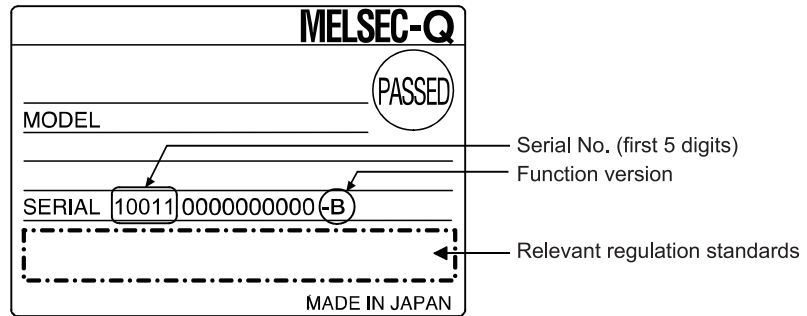 MELSEC-Q
PASSED
MODEL
Serial No. (first 5 digits)
Function version
SERIAL 10011 0000000000 -B
Relevant regulation standards
MADE IN JAPAN